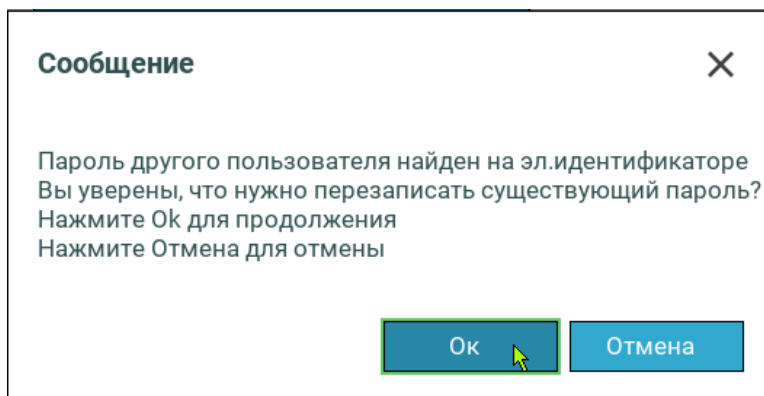 Сообщение
Пароль другого пользователя найден на эл.идентификаторе
Вы уверены, что нужно перезаписать существующий пароль?
Нажмите Ok для продолжения
Нажмите Отмена для отмены
Ок
Отмена